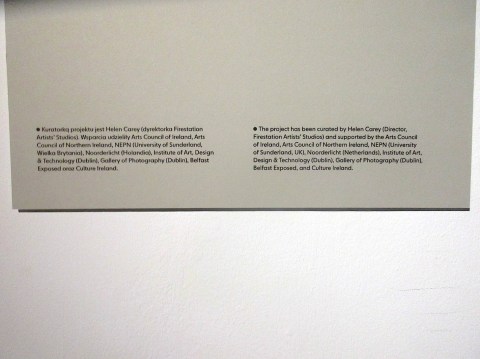 ● Kuratorką projektu jest Helen Carey (dyrektorka Firestation
Artists' Studios). Wsparcia udzieliły Arts Council of Ireland, Arts
Council of Northern Ireland, NEPN (University of Sunderland,
Wielka Brytania), Noorderlicht (Holandia), Institute of Art, Design
& Technology (Dublin), Gallery of Photography (Dublin), Belfast
Exposed oraz Culture Ireland.
● The project has been curated by Helen Carey (Director,
Firestation Artists' Studios) and supported by the Arts Council
of Ireland, Arts Council of Northern Ireland, NEPN (University
of Sunderland, UK), Noorderlicht (Netherlands), Institute of Art,
Design & Technology (Dublin), Gallery of Photography (Dublin),
Belfast Exposed, and Culture Ireland.